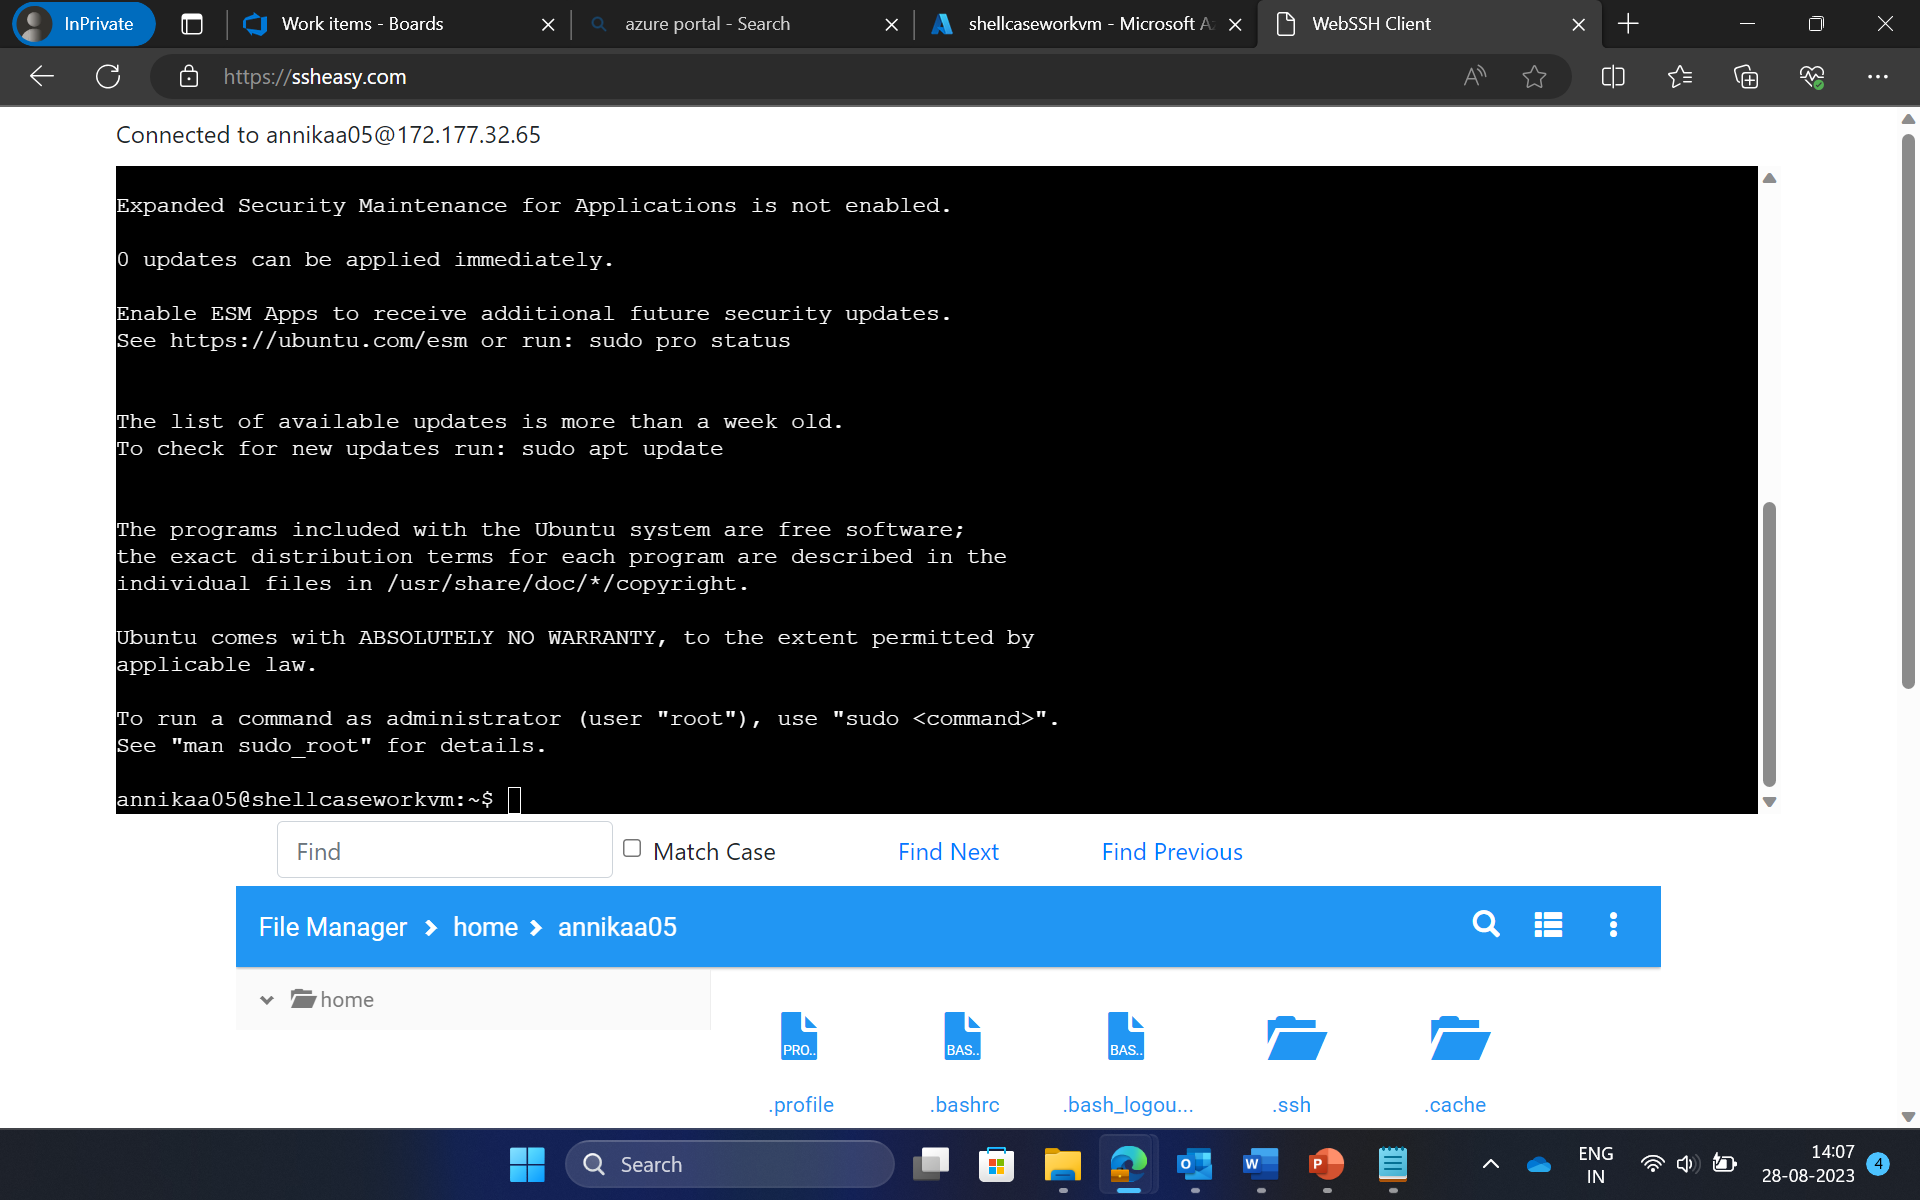 InPrivate
Work items - Boards
azure portal - Search
shellcaseworkvm - Microsoft A
WebSSH Client
https://ssheasy.com
Connected to annikaa05@172.177.32.65
Expanded Security Maintenance for Applications is not enabled.
0 updates can be applied immediately.
Enable ESM Apps to receive additional future security updates.
See https://ubuntu.com/esm or run: sudo pro status
The list of available updates is more than a week old.
To check for new updates run: sudo apt update
The programs included with the Ubuntu system are free software;
the exact distribution terms for each program are described in the
individual files in /usr/share/doc/*/copyright.
Ubuntu comes with ABSOLUTELY NO WARRANTY, to the extent permitted by
applicable law.
To run a command as administrator (user "root"), use "sudo <command>".
See "man sudo_root" for details.
annikaa05@shellcaseworkvm:~$
Find
Match Case
Find Next
Find Previous
File Manager > home > annikaa05
home
PRO..
BAS..
BAS..
.profile
.bashrc
.bash_logou...
.ssh
.cache
Search
ENG
IN
14:07
28-08-2023
4